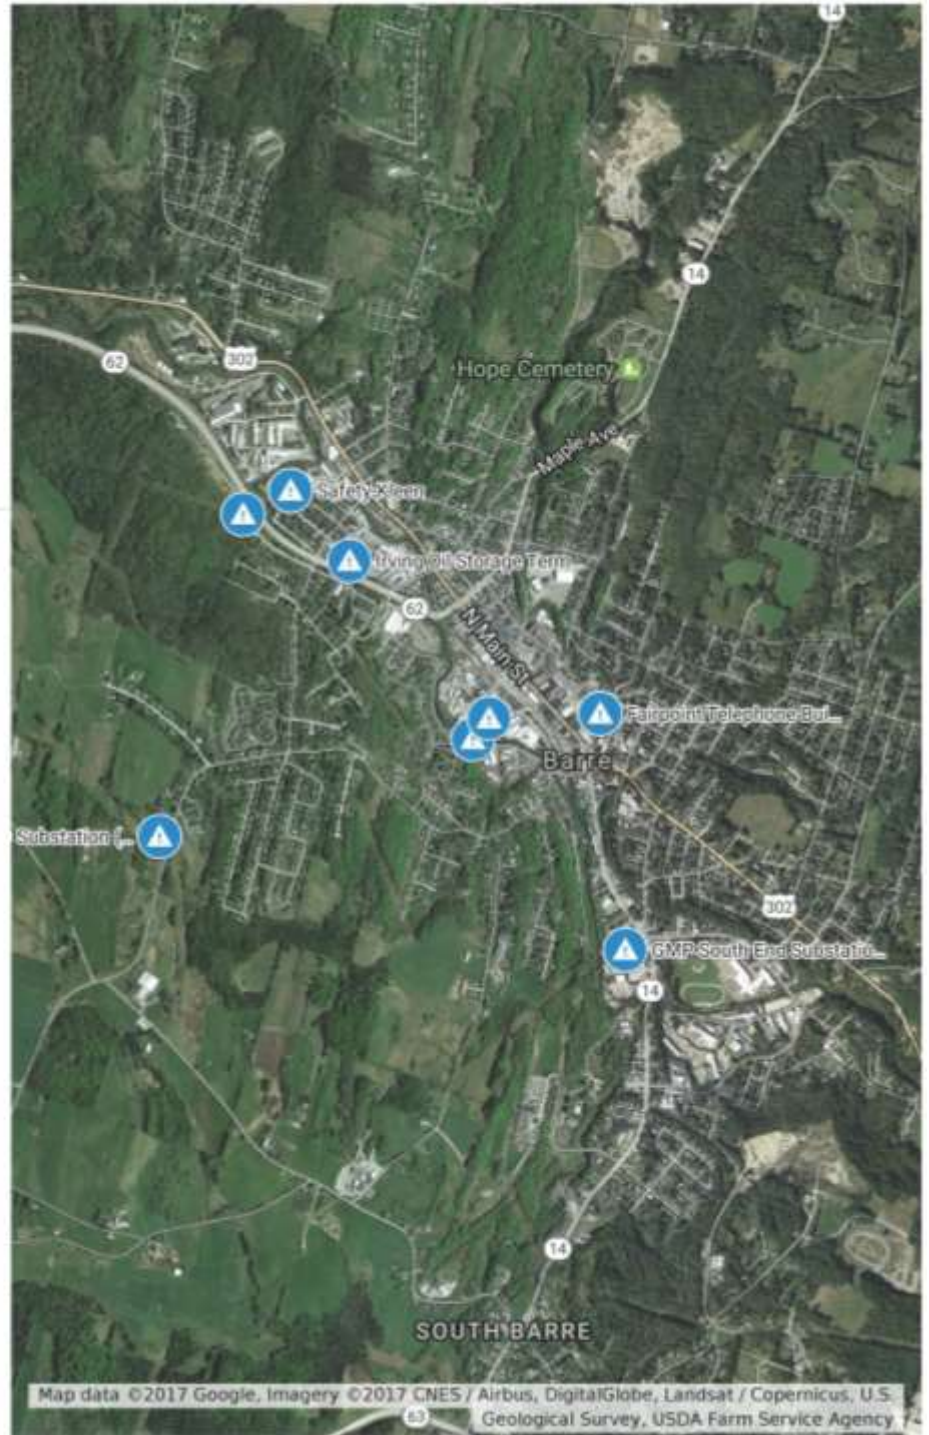 14
14
Hope Cemetery
302
62
Maple Ave
Safety-Kleen
Irving Oil Storage Term
62
N Main St
Fairpoint Telephone Bui...
Barre
Substation (...
302
GMP South End Substatio...
14
14
SOUTH BARRE
Map data ©2017 Google, Imagery ©2017 CNES / Airbus, DigitalGlobe, Landsat / Copernicus, U.S.
63
Geological Survey, USDA Farm Service Agency